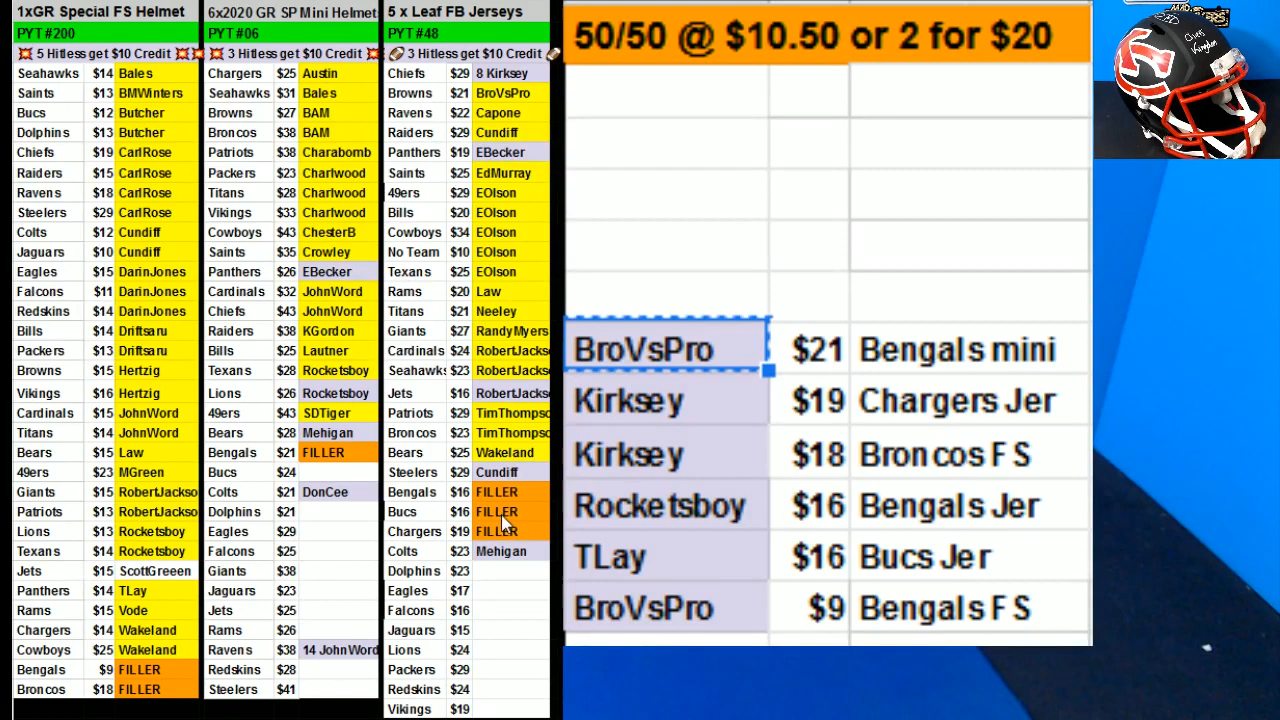 1xGR Special FS Helmet
PYT #200
5 Hitless get $10 Credit
Seahawks $14 Bales
Saints $13 BMWinters
Bucs $12 Butcher
Dolphins $13 Butcher
Chiefs $19 CarlRose
Raiders $15 CarlRose
Ravens $18 CarlRose
Steelers $29 CarlRose
Colts $12 Cundiff
Jaguars $10 Cundiff
Eagles $15 DarinJones
Falcons $11 DarinJones
Redskins $14 DarinJones
Bills $14 Driftsaru
Packers $13 Driftsaru
Browns $15 Hertzig
Vikings $16 Hertzig
Cardinals $15 JohnWord
Titans $14 JohnWord
Bears $15 Law
49ers $23 MGreen
Giants $15 RobertJackso
Patriots $13 RobertJackso
Lions $13 Rocketsboy
Texans $14 Rocketsboy
Jets $15 ScottGreeen
Panthers $14 TLay
Rams $15 Vode
Chargers $14 Wakeland
Cowboys $25 Wakeland
Bengals $9 FILLER
Broncos $18 FILLER
6x2020 GR SP Mini Helmet
PYT #06
3 Hitless get $10 Credit
Chargers $25 Austin
Seahawks $31 Bales
Browns $27 BAM
Broncos $38 BAM
Patriots $38 Charabomb
Packers $23 Charlwood
Titans $28 Charlwood
Vikings $33 Charlwood
Cowboys $43 ChesterB
Saints $35 Crowley
Panthers $26 EBecker
Cardinals $32 JohnWord
Chiefs $43 JohnWord
Raiders $38 KGordon
Bills $25 Lautner
Texans $28 Rocketsboy
Lions $26 Rocketsboy
49ers $43 SDTiger
Bears $28 Mehigan
Bengals $21 FILLER
Bucs $24
Colts $21 DonCee
Dolphins $21
Eagles $29
Falcons $25
Giants $38
Jaguars $23
Jets $25
Rams $26
Ravens $38 14 JohnWord
Redskins $28
Steelers $41
5 x Leaf FB Jerseys
PYT #48
3 Hitless get $10 Credit
Chiefs $29 8 Kirksey
Browns $21 BroVsPro
Ravens $22 Capone
Raiders $29 Cundiff
Panthers $19 EBecker
Saints $25 EdMurray
49ers $29 EOlson
Bills $20 EOlson
Cowboys $34 EOlson
No Team $10 EOlson
Texans $25 EOlson
Rams $20 Law
Titans $21 Neeley
Giants $27 RandyMyers
Cardinals $24 RobertJackso
Seahawks $23 RobertJackso
Jets $16 RobertJackso
Patriots $29 TimThompso
Broncos $23 TimThompso
Bears $25 Wakeland
Steelers $29 Cundiff
Bengals $16 FILLER
Bucs $16 FILLER
Chargers $19 FILLER
Colts $23 Mehigan
Dolphins $23
Eagles $17
Falcons $16
Jaguars $15
Lions $24
Packers $29
Redskins $24
Vikings $19
50/50 @ $10.50 or 2 for $20
BroVsPro $21 Bengals mini
Kirksey $19 Chargers Jer
Kirksey $18 Broncos FS
Rocketsboy $16 Bengals Jer
TLay $16 Bucs Jer
BroVsPro $9 Bengals FS